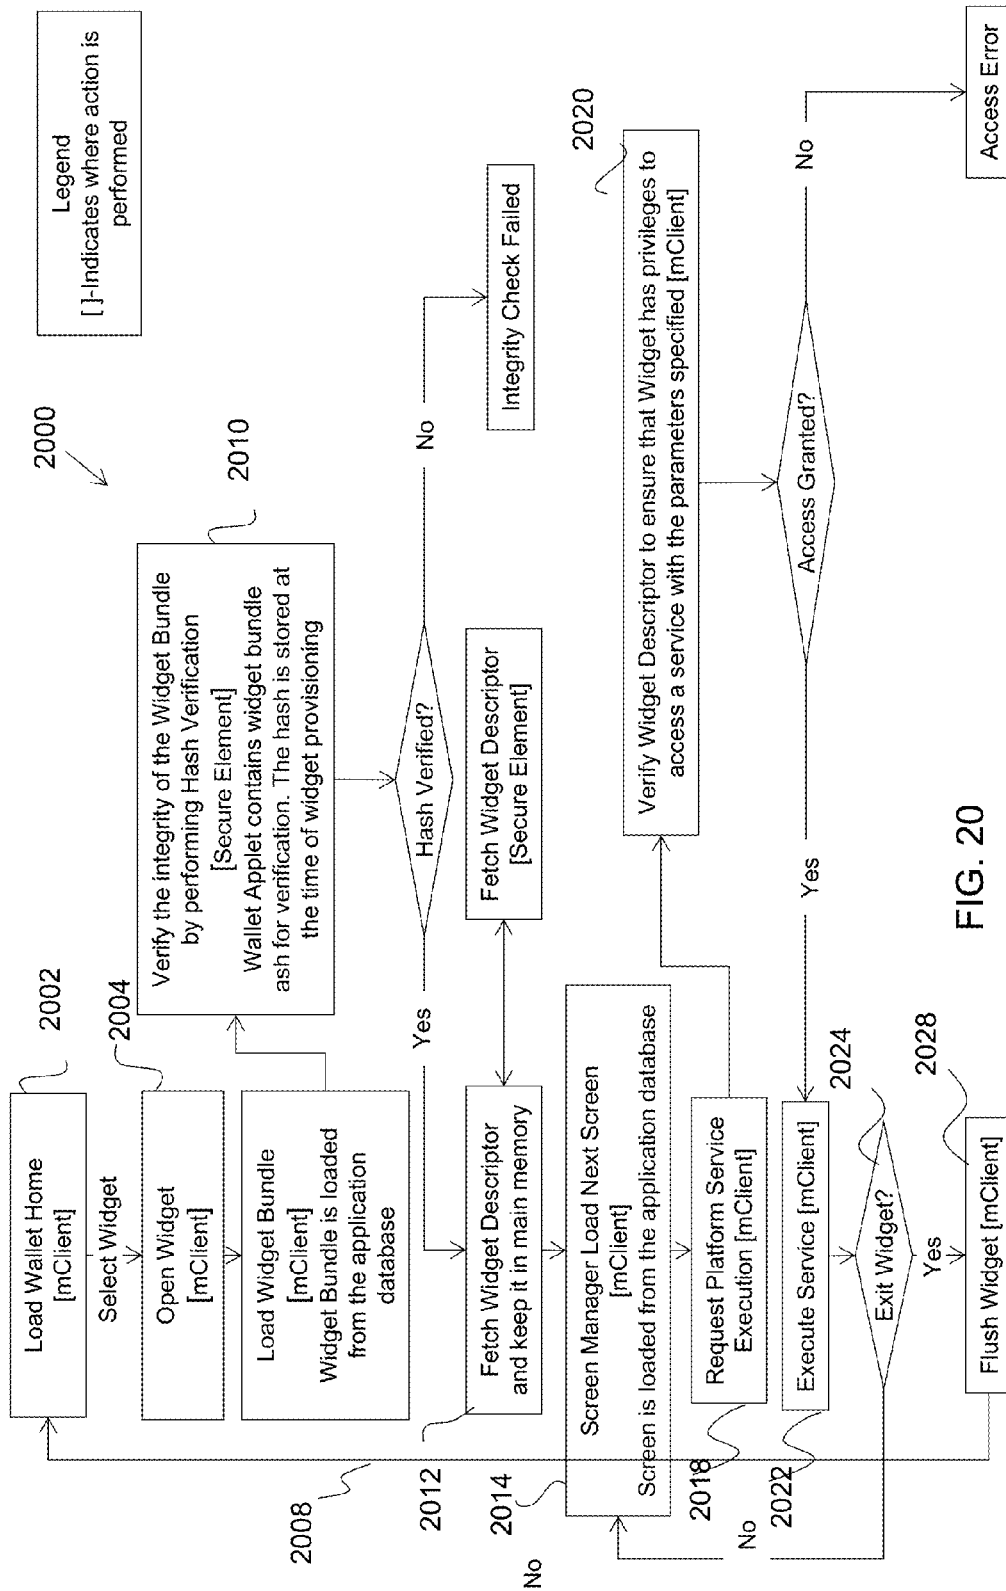 Legend
[ ]-Indicates where action is
performed
2000
Load Wallet Home
[mClient]
2002
Select Widget
Open Widget
[mClient]
2004
Load Widget Bundle
[mClient]
Widget Bundle is loaded
from the application
database
2008
Verify the integrity of the Widget Bundle
by performing Hash Verification
[Secure Element]
Wallet Applet contains widget bundle
ash for verification. The hash is stored at
the time of widget provisioning
2010
Hash Verified?
Yes
No
Integrity Check Failed
Fetch Widget Descriptor
and keep it in main memory
2012
Fetch Widget Descriptor
[Secure Element]
Screen Manager Load Next Screen
[mClient]
Screen is loaded from the application database
2014
No
Request Platform Service
Execution [mClient]
2018
Verify Widget Descriptor to ensure that Widget has privileges to
access a service with the parameters specified [mClient]
2020
Access Granted?
Yes
No
Access Error
Execute Service [mClient]
2022
Exit Widget?
2024
No
Yes
Flush Widget [mClient]
2028
FIG. 20